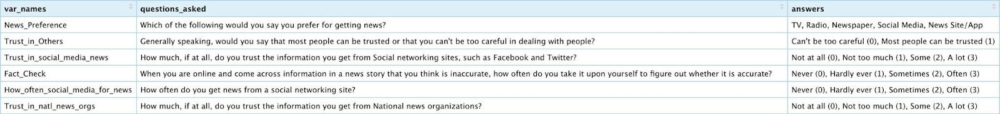 var_names questions_asked answers
News_Preference Which of the following would you say you prefer for getting news? TV, Radio, Newspaper, Social Media, News Site/App
Trust_in_Others Generally speaking, would you say that most people can be trusted or that you can't be too careful in dealing with people? Can't be too careful (0), Most people can be trusted (1)
Trust_in_social_media_news How much, if at all, do you trust the information you get from Social networking sites, such as Facebook and Twitter? Not at all (0), Not too much (1), Some (2), A lot (3)
Fact_Check When you are online and come across information in a news story that you think is inaccurate, how often do you take it upon yourself to figure out whether it is accurate? Never (0), Hardly ever (1), Sometimes (2), Often (3)
How_often_social_media_for_news How often do you get news from a social networking site? Never (0), Hardly ever (1), Sometimes (2), Often (3)
Trust_in_natl_news_orgs How much, if at all, do you trust the information you get from National news organizations? Not at all (0), Not too much (1), Some (2), A lot (3)